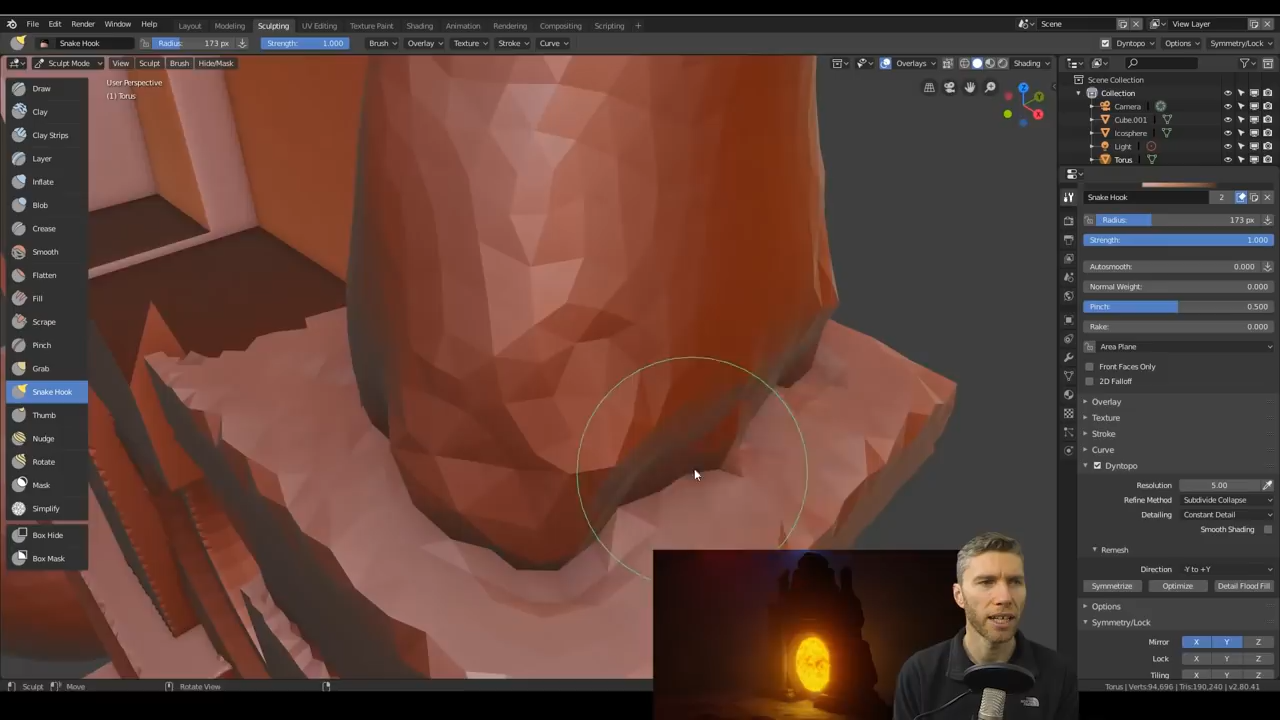 File Edit Render Window Help Layout Modeling Sculpting UV Editing Texture Paint Shading Animation Rendering Compositing Scripting + Scene View Layer
Snake Hook Radius: 173 px Strength: 1.000 Brush Overlay Texture Stroke Curve Dyntopo Options Symmetry/Lock
Sculpt Mode View Sculpt Brush Hide/Mask Overlays Shading
User Perspective
(1) Torus
Draw
Clay
Clay Strips
Layer
Inflate
Blob
Crease
Smooth
Flatten
Fill
Scrape
Pinch
Grab
Snake Hook
Thumb
Nudge
Rotate
Mask
Simplify
Box Hide
Box Mask
Z
Y
X
Scene Collection
Collection
Camera
Cube.001
Icosphere
Light
Torus
Snake Hook 2
Radius: 173 px
Strength: 1.000
Autosmooth: 0.000
Normal Weight: 0.000
Pinch: 0.500
Rake: 0.000
Area Plane
Front Faces Only
2D Falloff
Overlay
Texture
Stroke
Curve
Dyntopo
Resolution 5.00
Refine Method Subdivide Collapse
Detailing Constant Detail
Smooth Shading
Remesh
Direction -Y to +Y
Symmetrize Optimize Detail Flood Fill
Options
Symmetry/Lock
Mirror X Y Z
Lock X Y Z
Tiling X Y Z
Sculpt Move Rotate View Torus | Verts:94,696 | Tris:190,240 | v2.80.41